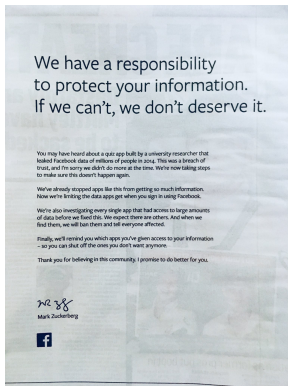 We have a responsibility
to protect your information.
If we can't, we don't deserve it.
You may have heard about a quiz app built by a university researcher that
leaked Facebook data of millions of people in 2014. This was a breach of
trust, and I'm sorry we didn't do more at the time. We're now taking steps
to make sure this doesn't happen again.
We've already stopped apps like this from getting so much information.
Now we're limiting the data apps get when you sign in using Facebook.
We're also investigating every single app that had access to large amounts
of data before we fixed this. We expect there are others. And when we
find them, we will ban them and tell everyone affected.
Finally, we'll remind you which apps you've given access to your information
– so you can shut off the ones you don't want anymore.
Thank you for believing in this community. I promise to do better for you.
Mark Zuckerberg
f